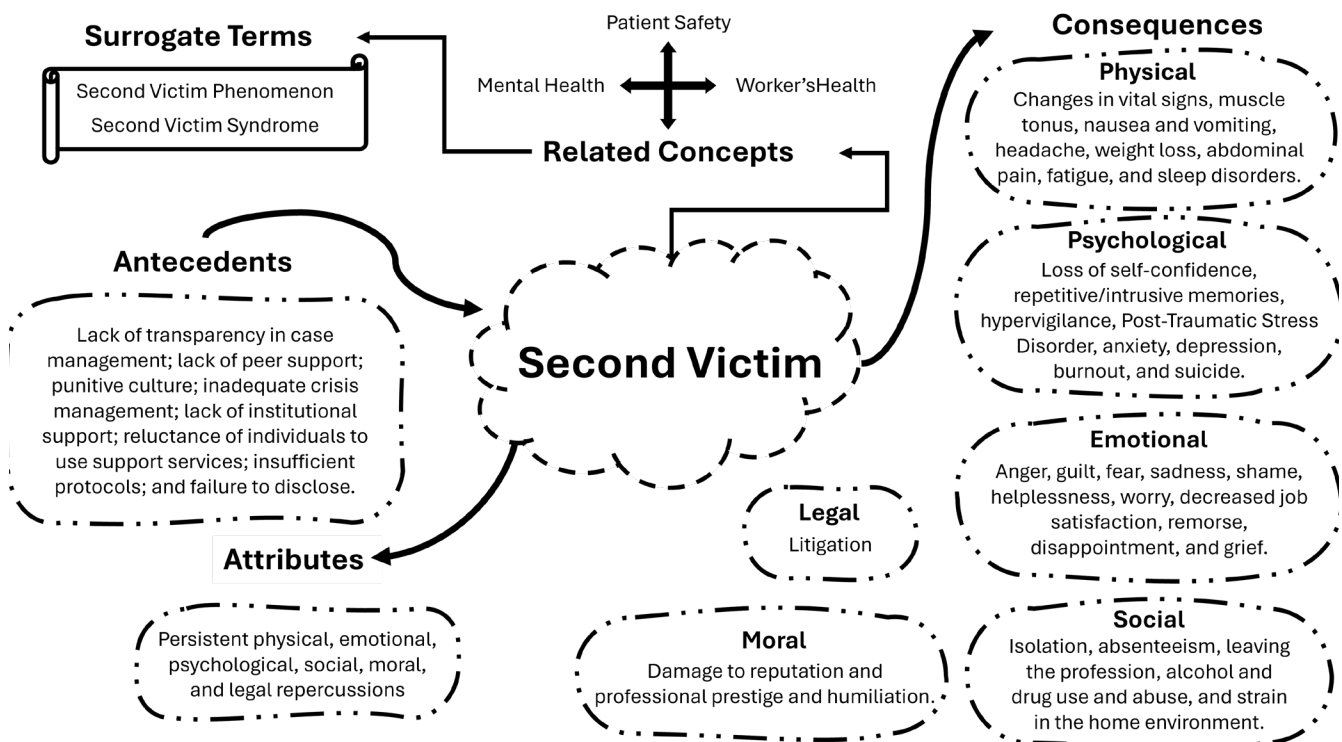 Surrogate Terms
Second Victim Phenomenon
Second Victim Syndrome
Patient Safety
Mental Health
Worker'sHealth
Related Concepts
Antecedents
Lack of transparency in case
management; lack of peer support;
punitive culture; inadequate crisis
management; lack of institutional
support; reluctance of individuals to
use support services; insufficient
protocols; and failure to disclose.
Second Victim
Attributes
Persistent physical, emotional,
psychological, social, moral,
and legal repercussions
Consequences
Physical
Changes in vital signs, muscle
tonus, nausea and vomiting,
headache, weight loss, abdominal
pain, fatigue, and sleep disorders.
Psychological
Loss of self-confidence,
repetitive/intrusive memories,
hypervigilance, Post-Traumatic Stress
Disorder, anxiety, depression,
burnout, and suicide.
Emotional
Anger, guilt, fear, sadness, shame,
helplessness, worry, decreased job
satisfaction, remorse,
disappointment, and grief.
Social
Isolation, absenteeism, leaving
the profession, alcohol and
drug use and abuse, and strain
in the home environment.
Legal
Litigation
Moral
Damage to reputation and
professional prestige and humiliation.